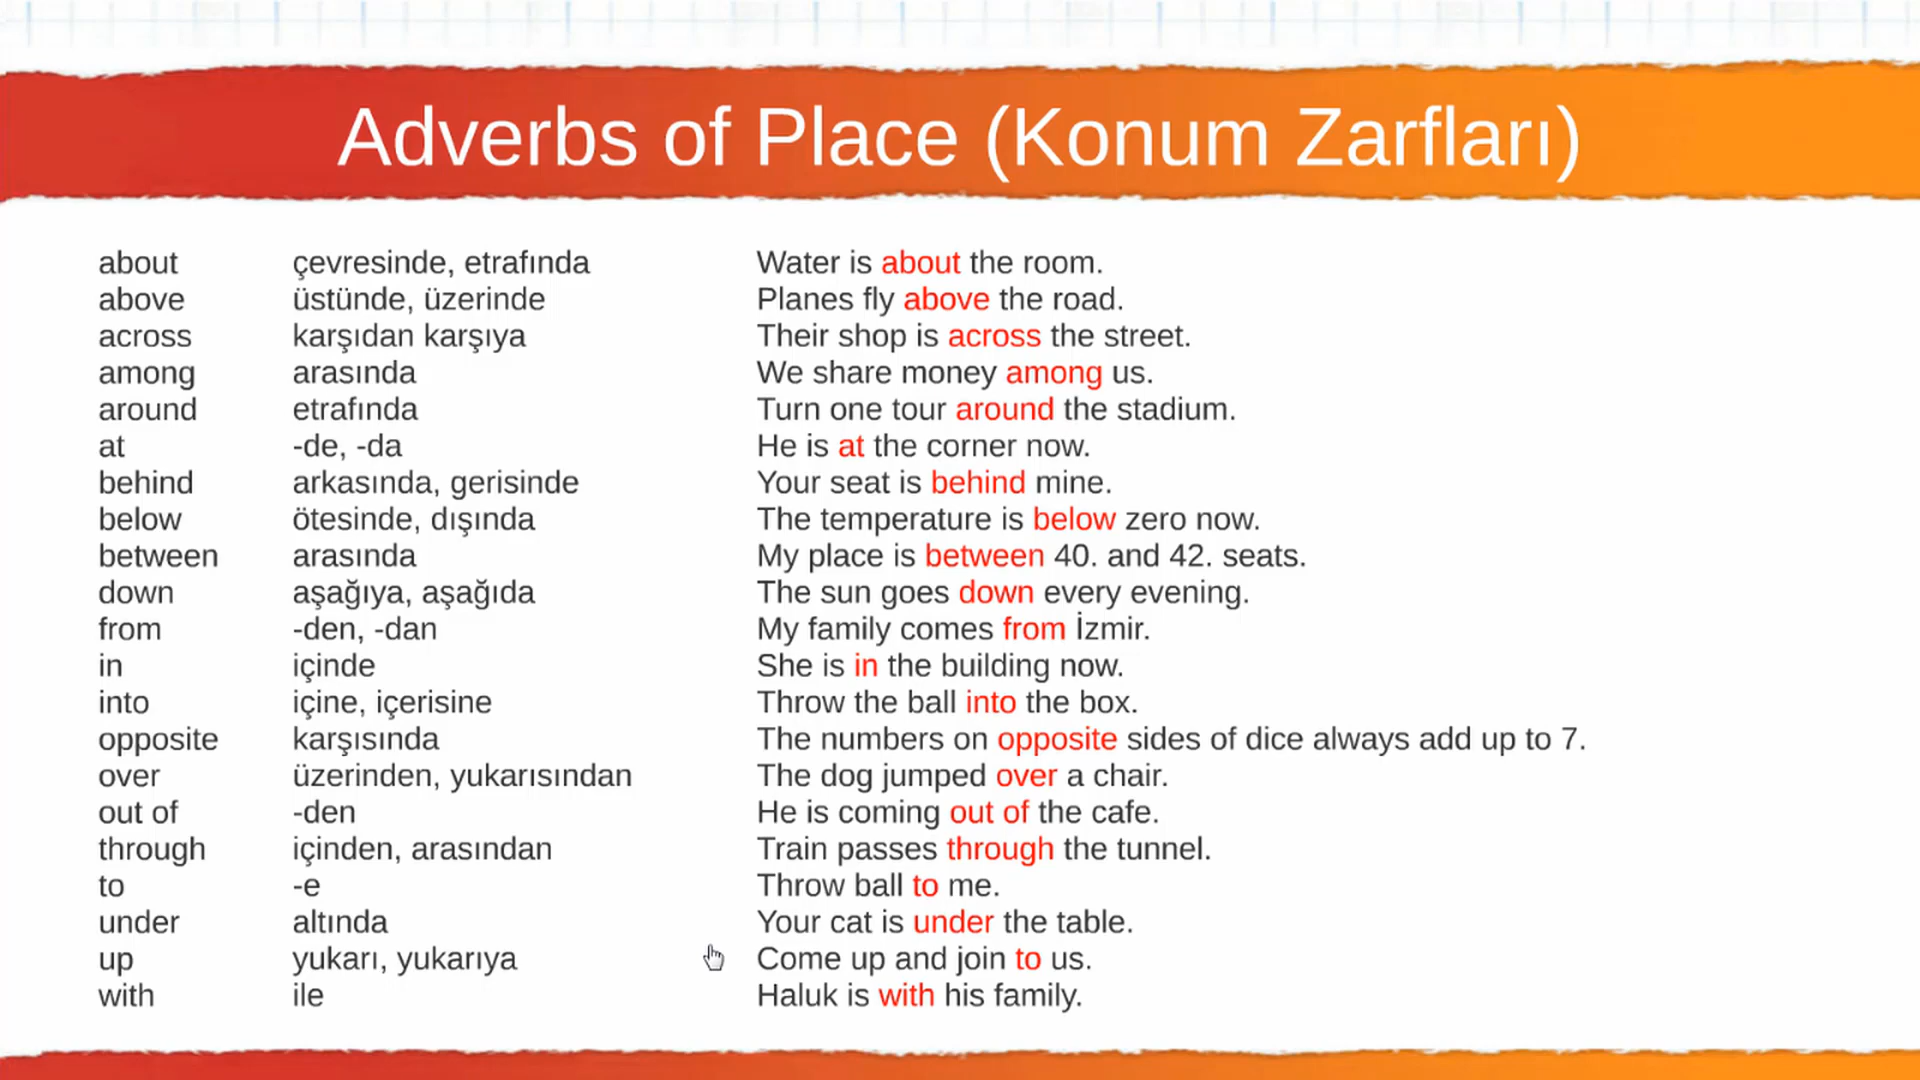 Adverbs of Place (Konum Zarfları)
about çevresinde, etrafında Water is about the room.
above üstünde, üzerinde Planes fly above the road.
across karşıdan karşıya Their shop is across the street.
among arasında We share money among us.
around etrafında Turn one tour around the stadium.
at -de, -da He is at the corner now.
behind arkasında, gerisinde Your seat is behind mine.
below ötesinde, dışında The temperature is below zero now.
between arasında My place is between 40. and 42. seats.
down aşağıya, aşağıda The sun goes down every evening.
from -den, -dan My family comes from İzmir.
in içinde She is in the building now.
into içine, içerisine Throw the ball into the box.
opposite karşısında The numbers on opposite sides of dice always add up to 7.
over üzerinden, yukarısından The dog jumped over a chair.
out of -den He is coming out of the cafe.
through içinden, arasından Train passes through the tunnel.
to -e Throw ball to me.
under altında Your cat is under the table.
up yukarı, yukarıya Come up and join to us.
with ile Haluk is with his family.